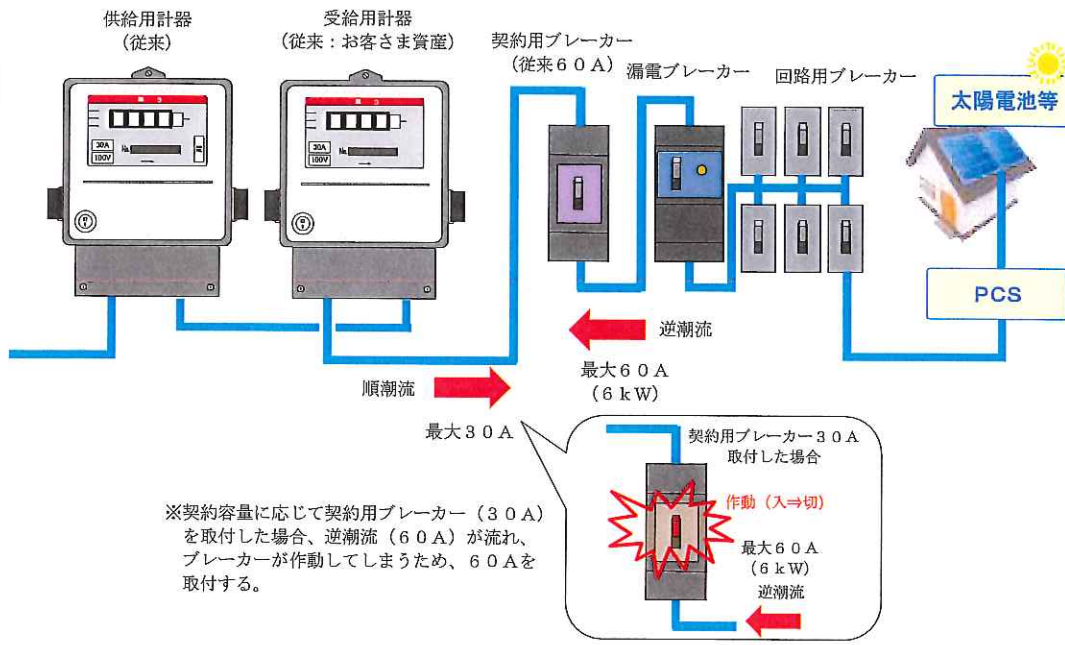 供給用計器
(従来)
受給用計器
(従来:お客さま資産)
契約用ブレーカー
(従来60A)
漏電ブレーカー
回路用ブレーカー
太陽電池等
30A
100V
No.
30A
100V
No.
PCS
逆潮流
最大60A
(6kW)
順潮流
最大30A
契約用ブレーカー30A
取付した場合
作動(入⇒切)
最大60A
(6kW)
逆潮流
※契約容量に応じて契約用ブレーカー(30A)
を取付した場合、逆潮流(60A)が流れ、
ブレーカーが作動してしまうため、60Aを
取付する。